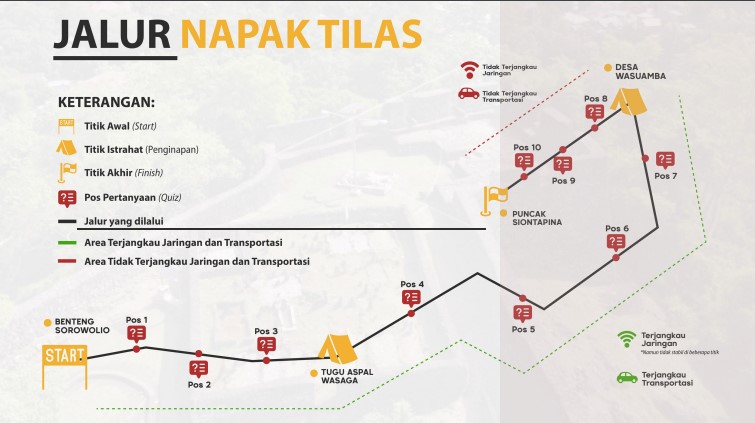 JALUR NAPAK TILAS
KETERANGAN:
START
Titik Awal (Start)
Titik Istrahat (Penginapan)
Titik Akhir (Finish)
Pos Pertanyaan (Quiz)
Jalur yang dilalui
Area Terjangkau Jaringan dan Transportasi
Area Tidak Terjangkau Jaringan dan Transportasi
Tidak Terjangkau
Jaringan
Tidak Terjangkau
Transportasi
DESA
WASUAMBA
Pos 8
Pos 10
Pos 9
Pos 7
PUNCAK
SIONTAPINA
Pos 6
Pos 4
Pos 5
BENTENG
SOROWOLIO
START
Pos 1
Pos 2
Pos 3
TUGU ASPAL
WASAGA
Terjangkau
Jaringan
*Namun tidak stabil di beberapa titik
Terjangkau
Transportasi